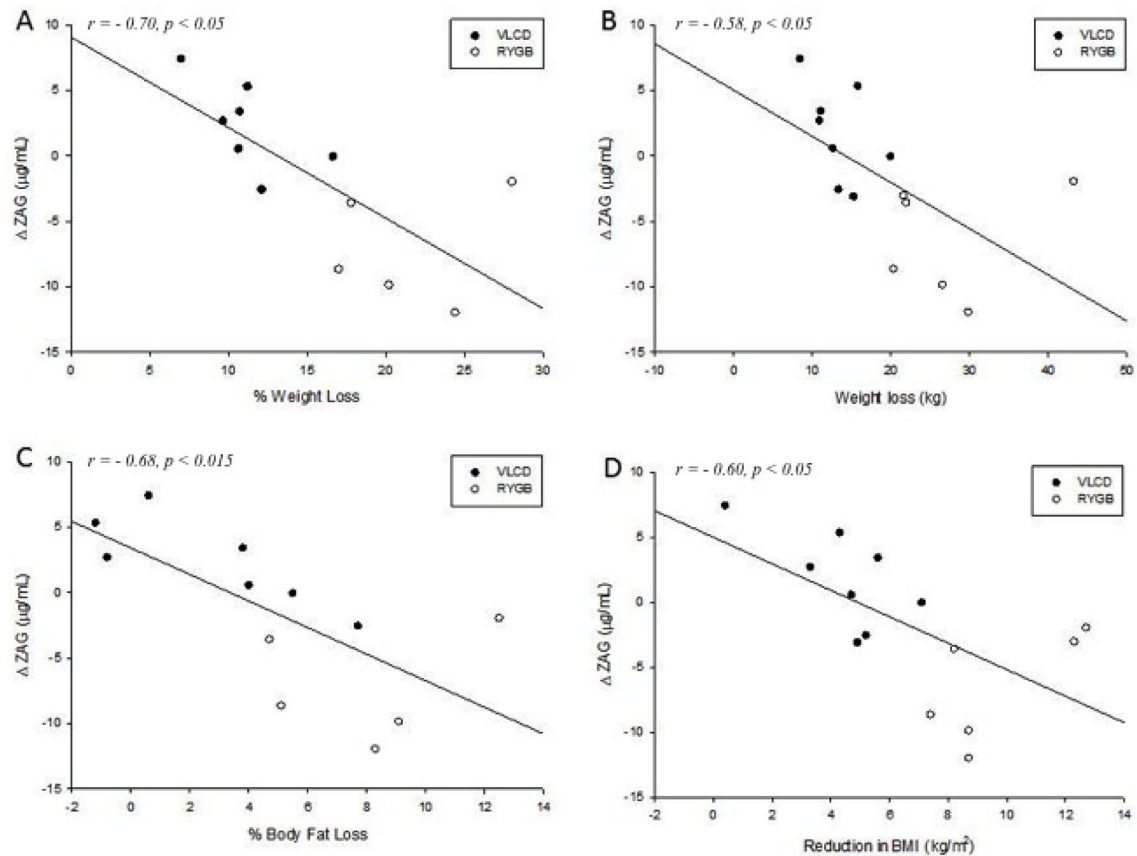 A
r = - 0.70, p < 0.05
VLCD
RYGB
10
5
0
-5
-10
-15
Δ ZAG (µg/mL)
0 5 10 15 20 25 30
% Weight Loss
B
r = - 0.58, p < 0.05
VLCD
RYGB
10
5
0
-5
-10
-15
Δ ZAG (µg/mL)
-10 0 10 20 30 40 50
Weight loss (kg)
C
r = - 0.68, p < 0.015
VLCD
RYGB
10
5
0
-5
-10
-15
Δ ZAG (µg/mL)
-2 0 2 4 6 8 10 12 14
% Body Fat Loss
D
r = - 0.60, p < 0.05
VLCD
RYGB
10
5
0
-5
-10
-15
Δ ZAG (µg/mL)
-2 0 2 4 6 8 10 12 14
Reduction in BMI (kg/m²)